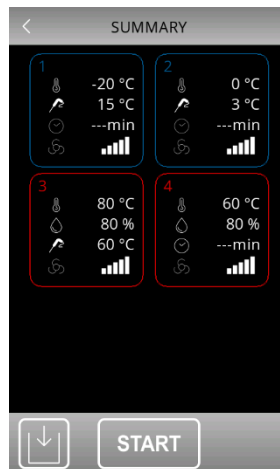 SUMMARY
1
-20 °C
15 °C
---min
2
0 °C
3 °C
---min
3
80 °C
80 %
60 °C
4
60 °C
80 %
---min
START